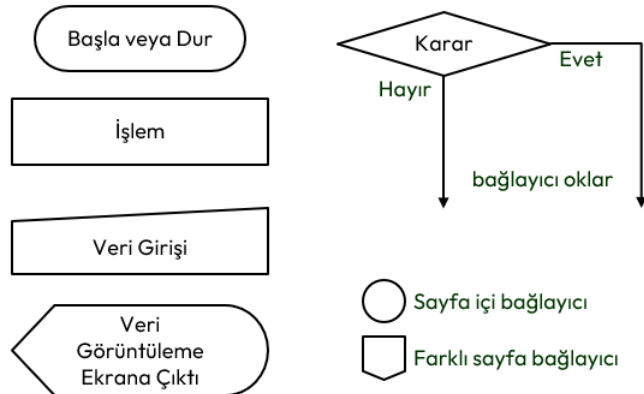 Başla veya Dur
İşlem
Veri Girişi
Veri
Görüntüleme
Ekrana Çıktı
Karar
Evet
Hayır
bağlayıcı oklar
Sayfa içi bağlayıcı
Farklı sayfa bağlayıcı